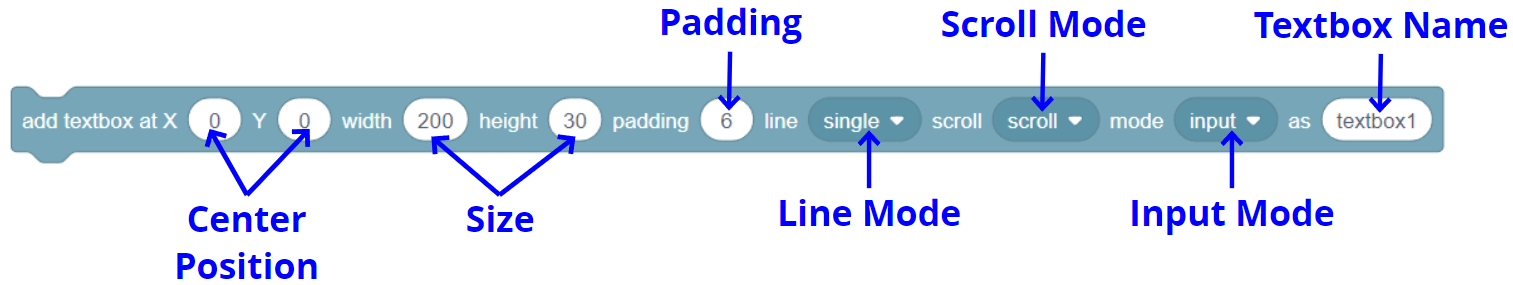 Padding
Scroll Mode
Textbox Name
add textbox at X 0 Y 0 width 200 height 30 padding 6 line single scroll scroll mode input as textbox1
Center
Position
Size
Line Mode
Input Mode